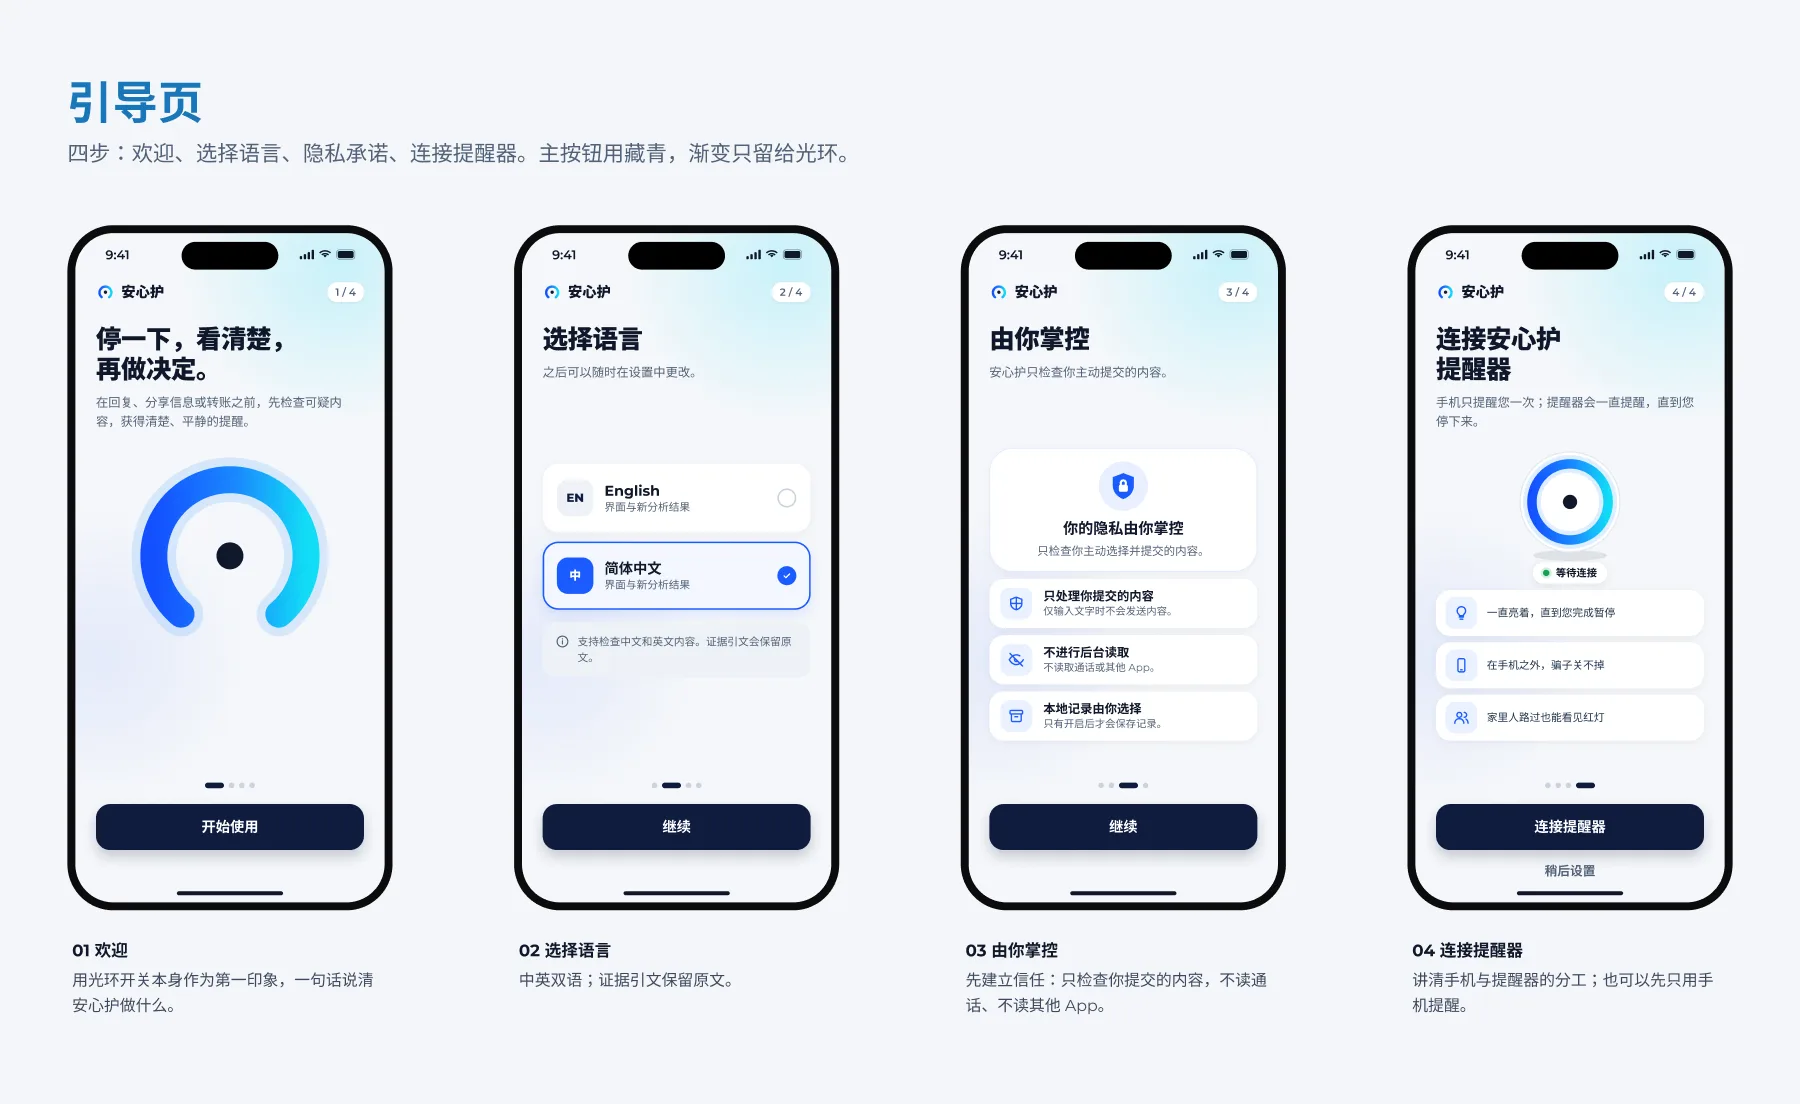 引导页
四步：欢迎、选择语言、隐私承诺、连接提醒器。主按钮用藏青，渐变只留给光环。
9:41
安心护
1 / 4
停一下，看清楚，
再做决定。
在回复、分享信息或转账之前，先检查可疑内
容，获得清楚、平静的提醒。
开始使用
01 欢迎
用光环开关本身作为第一印象，一句话说清
安心护做什么。
9:41
安心护
2 / 4
选择语言
之后可以随时在设置中更改。
EN
English
界面与新分析结果
中
简体中文
界面与新分析结果
支持检查中文和英文内容。证据引文会保留原
文。
继续
02 选择语言
中英双语；证据引文保留原文。
9:41
安心护
3 / 4
由你掌控
安心护只检查你主动提交的内容。
你的隐私由你掌控
只检查你主动选择并提交的内容。
只处理你提交的内容
仅输入文字时不会发送内容。
不进行后台读取
不读取通话或其他 App。
本地记录由你选择
只有开启后才会保存记录。
继续
03 由你掌控
先建立信任：只检查你提交的内容，不读通
话、不读其他 App。
9:41
安心护
4 / 4
连接安心护
提醒器
手机只提醒您一次；提醒器会一直提醒，直到您
停下来。
等待连接
一直亮着，直到您完成暂停
在手机之外，骗子关不掉
家里人路过也能看见红灯
连接提醒器
稍后设置
04 连接提醒器
讲清手机与提醒器的分工；也可以先只用手
机提醒。